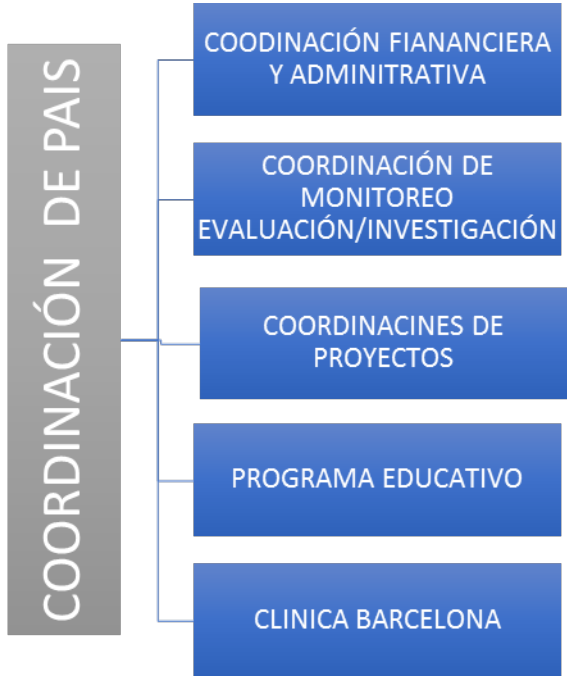 COORDINACIÓN DE PAIS
COODINACIÓN FIANANCIERA
Y ADMINITRATIVA
COORDINACIÓN DE
MONITOREO
EVALUACIÓN/INVESTIGACIÓN
COORDINACINES DE
PROYECTOS
PROGRAMA EDUCATIVO
CLINICA BARCELONA